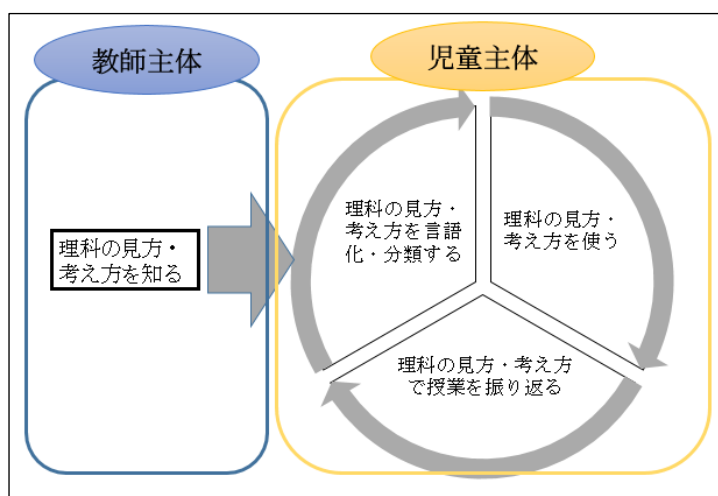 教師主体
児童主体
理科の見方・
考え方を知る
理科の見方・
考え方を言語
化・分類する
理科の見方・
考え方を使う
理科の見方・考え方
で授業を振り返る